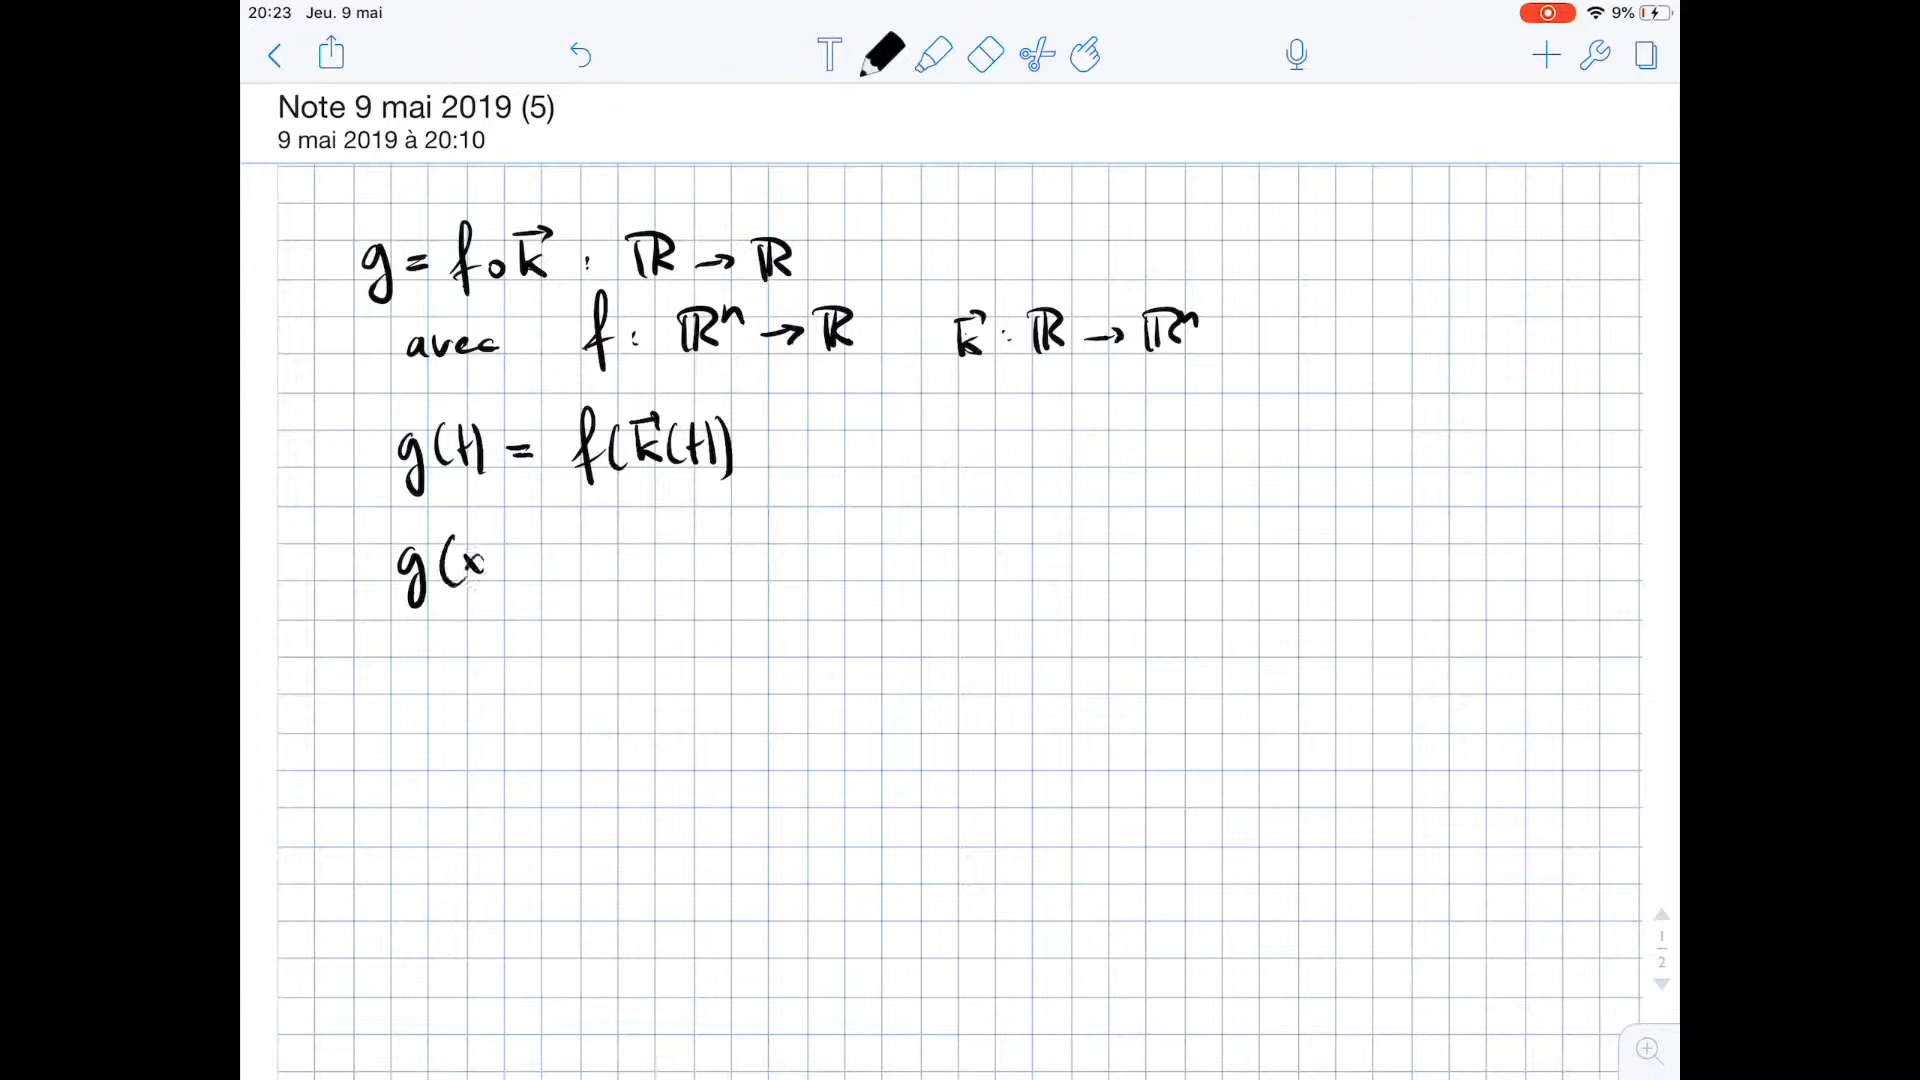 20:23 Jeu. 9 mai 9%
Note 9 mai 2019 (5)
9 mai 2019 à 20:10
g = f∘k⃗ : ℝ → ℝ
avec f : ℝⁿ → ℝ k⃗ : ℝ → ℝⁿ
g(t) = f(k⃗(t))
g(x
1
2